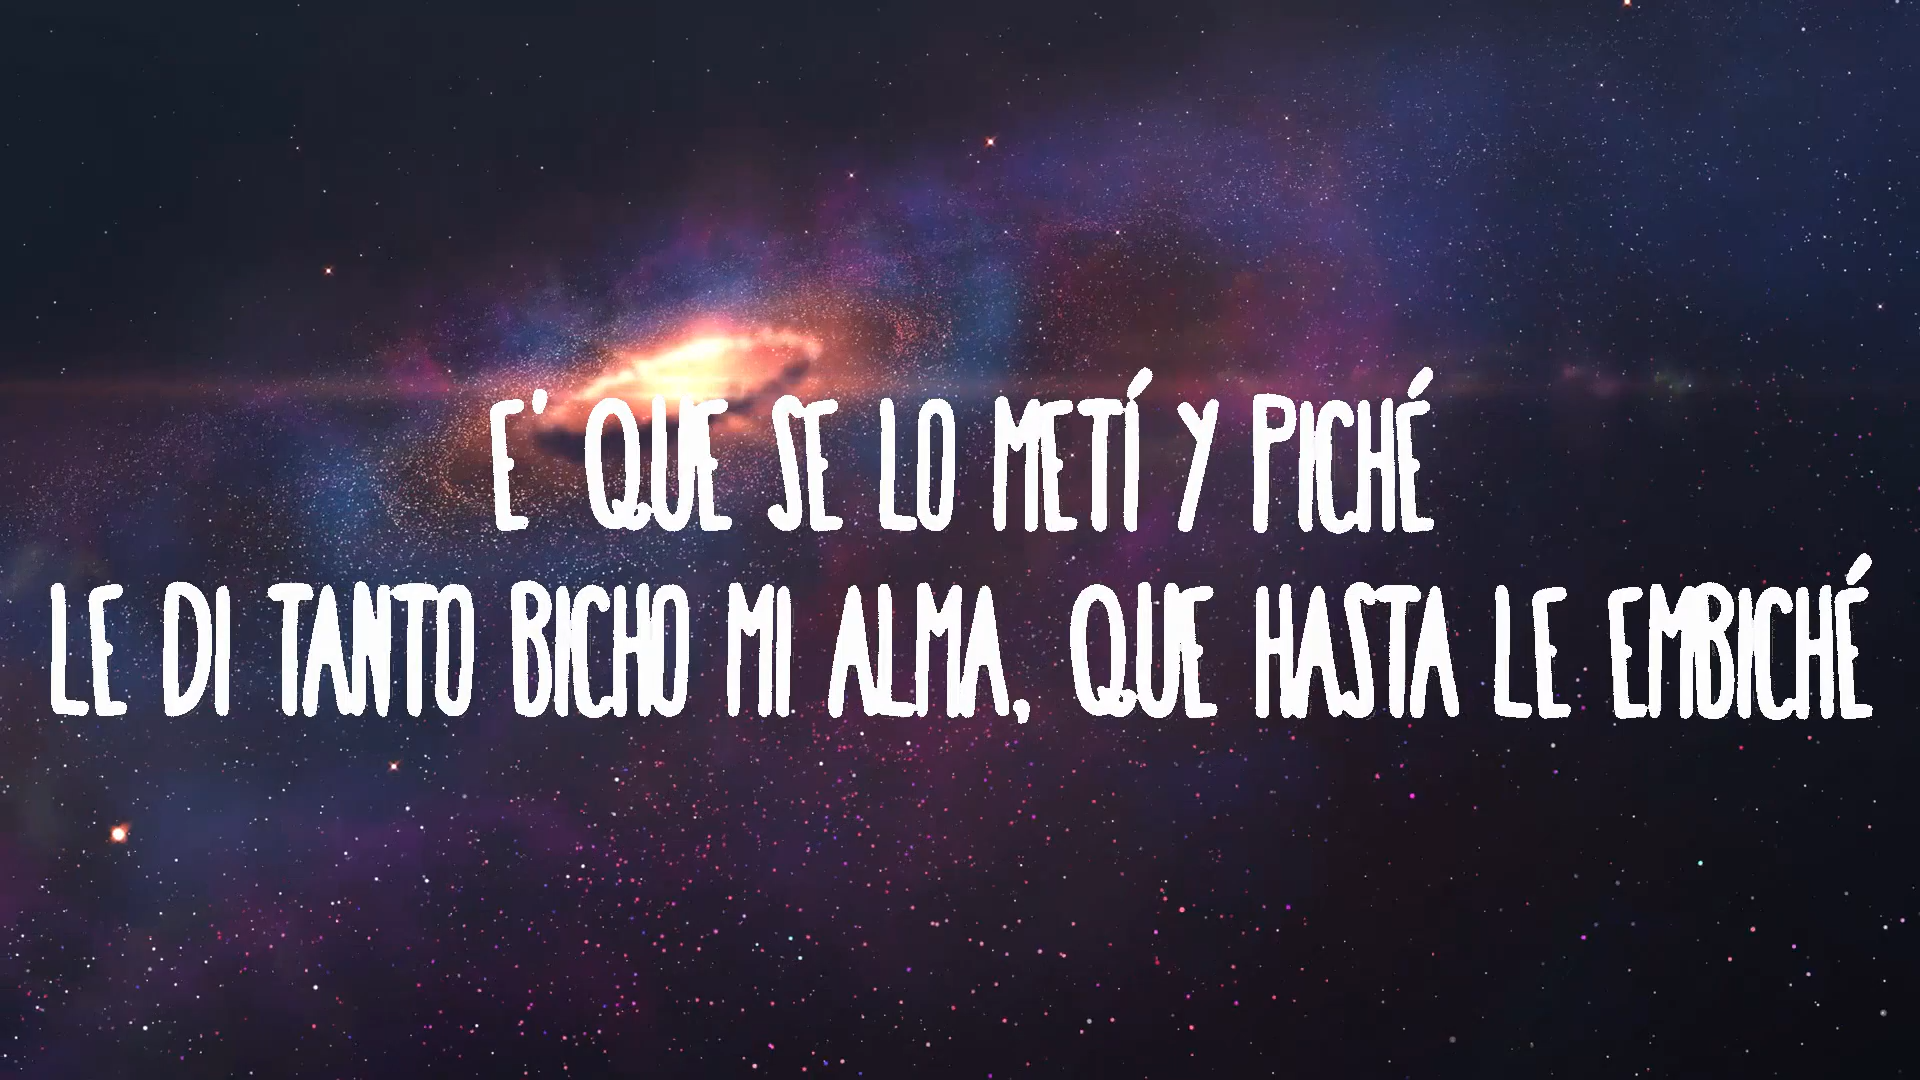 E' QUE SE LO METÍ Y PICHÉ
LE DI TANTO BICHO MI ALMA, QUE HASTA LE EMBICHÉ